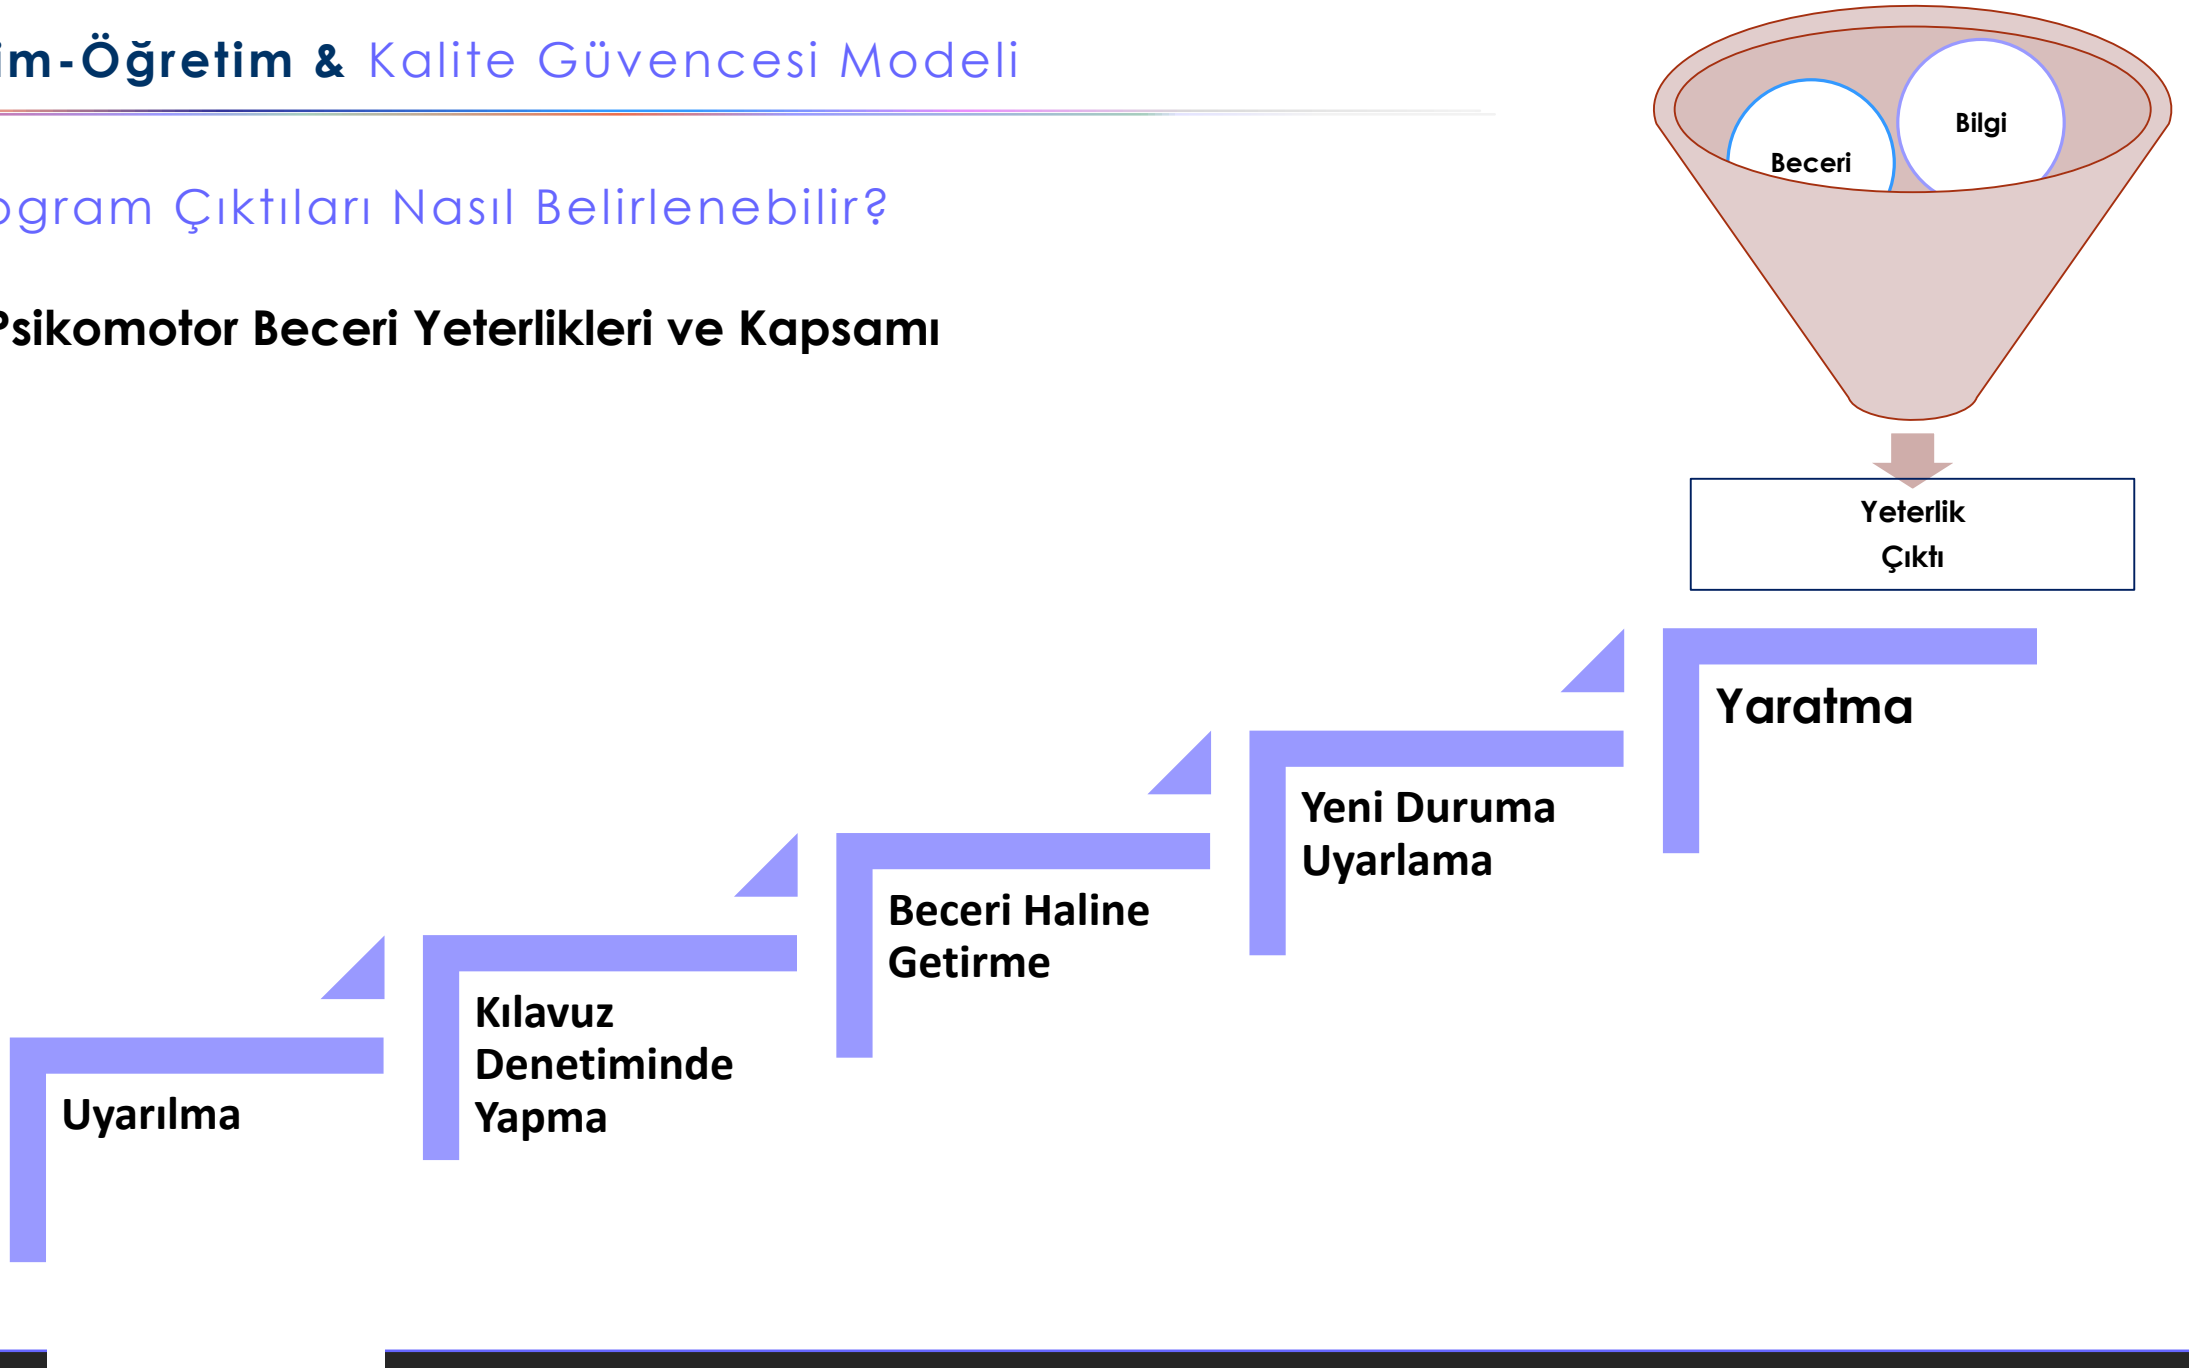 im-Öğretim & Kalite Güvencesi Modeli
ogram Çıktıları Nasıl Belirlenebilir?
Psikomotor Beceri Yeterlikleri ve Kapsamı
Bilgi
Beceri
Yeterlik
Çıktı
Uyarılma
Kılavuz
Denetiminde
Yapma
Beceri Haline
Getirme
Yeni Duruma
Uyarlama
Yaratma